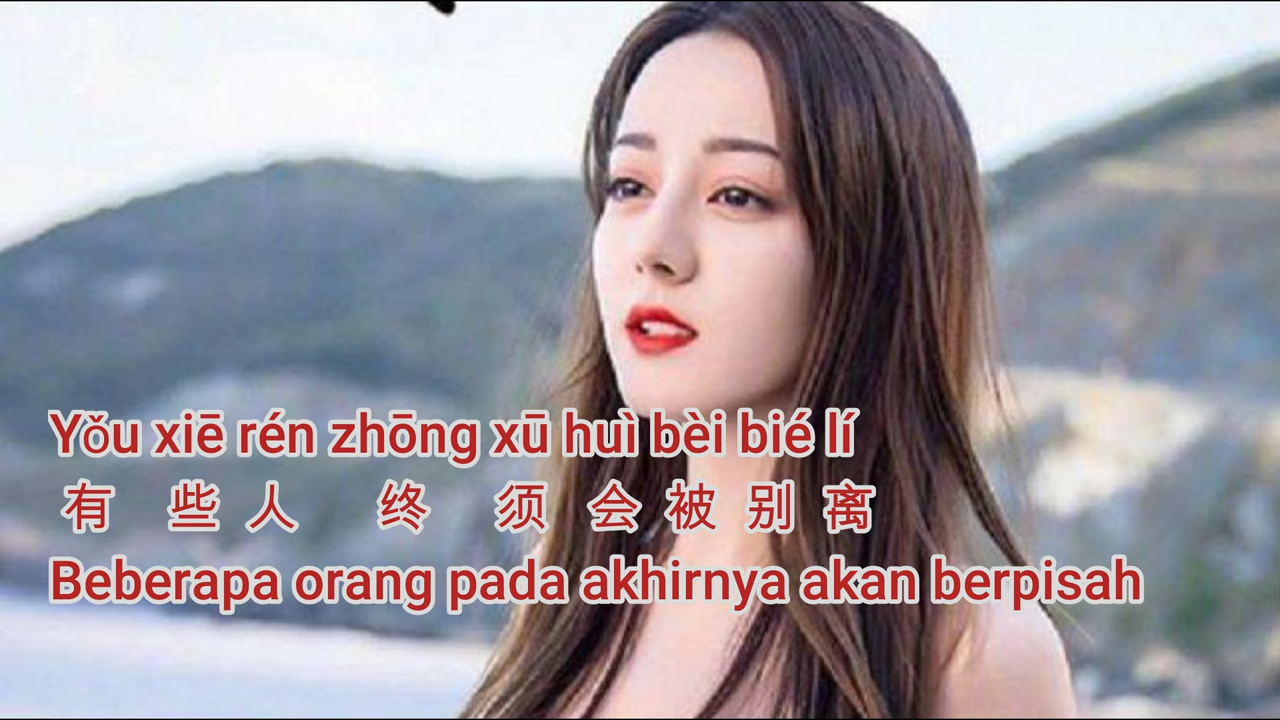 Yǒu xiē rén zhōng xū huì bèi bié lí
有 些 人 终 须 会 被 别 离
Beberapa orang pada akhirnya akan berpisah